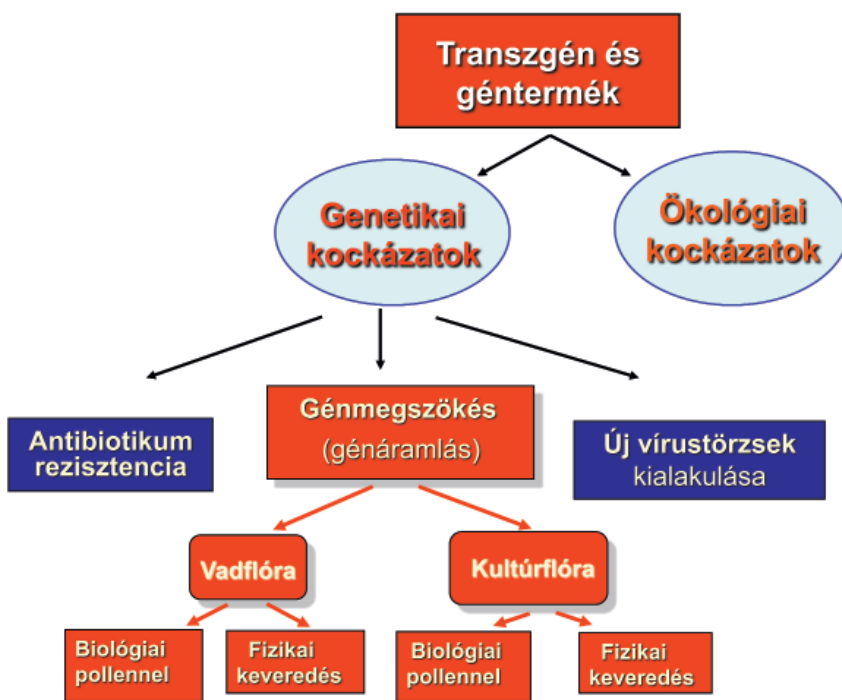 Transzgén és
géntermék
Genetikai
kockázatok
Ökológiai
kockázatok
Antibiotikum
rezisztencia
Génmegszökés
(génáramlás)
Új vírustörzsek
kialakulása
Vadflóra
Kultúrflóra
Biológiai
pollennel
Fizikai
keveredés
Biológiai
pollennel
Fizikai
keveredés